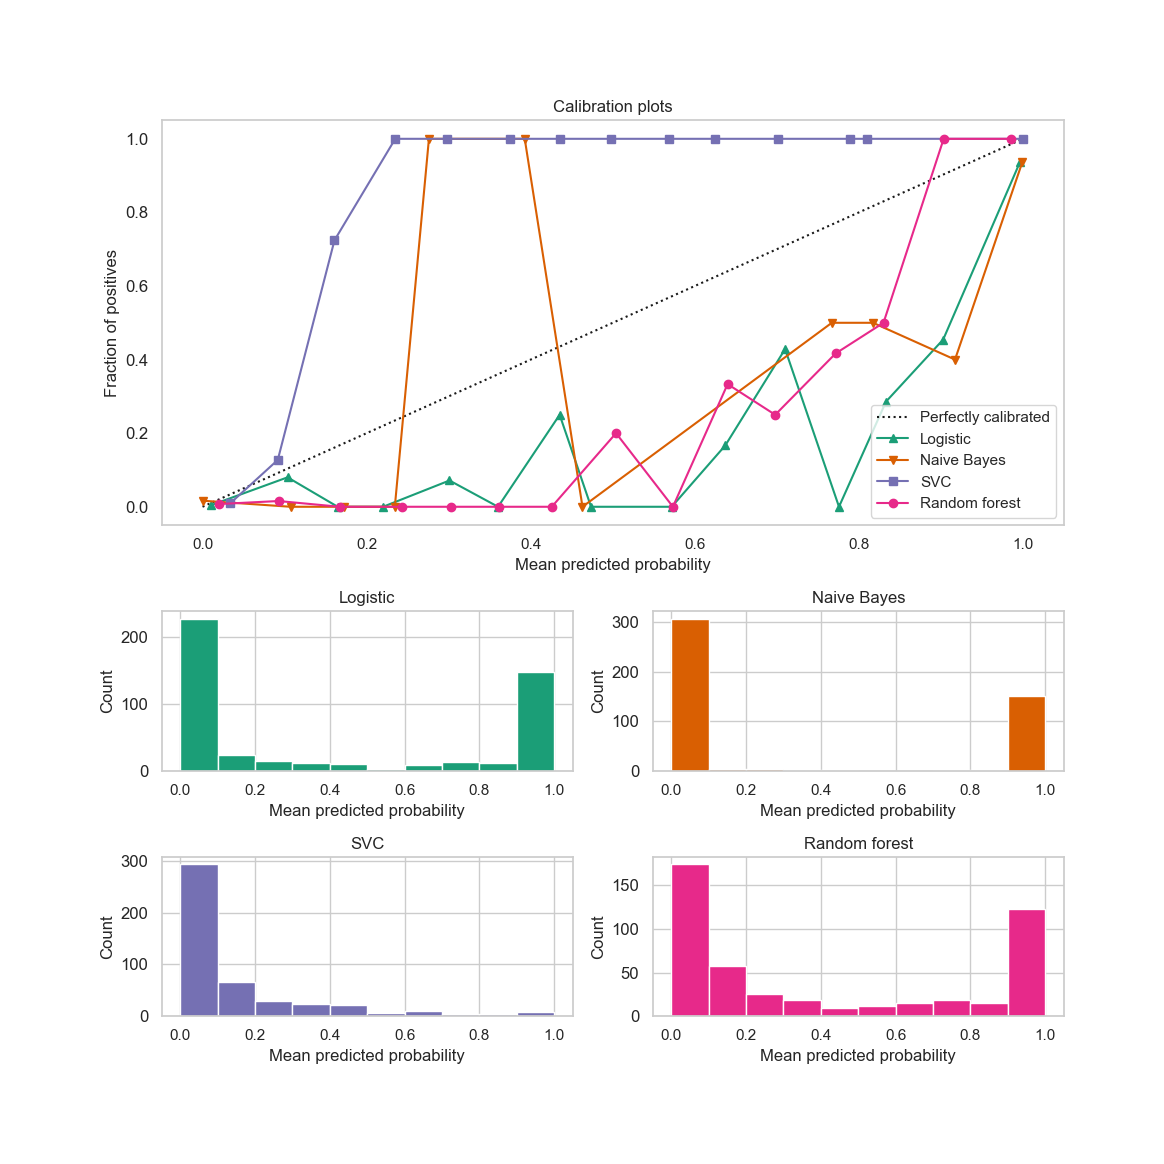 Calibration plots
1.0
0.8
0.6
0.4
0.2
0.0
Fraction of positives
0.0 0.2 0.4 0.6 0.8 1.0
Mean predicted probability
Perfectly calibrated
Logistic
Naive Bayes
SVC
Random forest
Logistic
200
100
0
Count
0.0 0.2 0.4 0.6 0.8 1.0
Mean predicted probability
Naive Bayes
300
200
100
0
Count
0.0 0.2 0.4 0.6 0.8 1.0
Mean predicted probability
SVC
300
200
100
0
Count
0.0 0.2 0.4 0.6 0.8 1.0
Mean predicted probability
Random forest
150
100
50
0
Count
0.0 0.2 0.4 0.6 0.8 1.0
Mean predicted probability